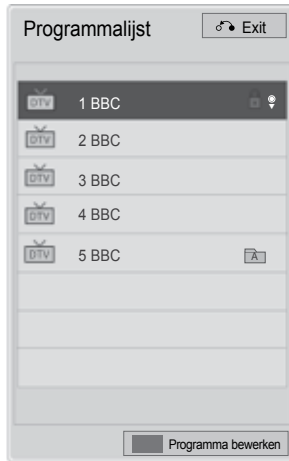 Programmalijst
Exit
DTV 1 BBC
DTV 2 BBC
DTV 3 BBC
DTV 4 BBC
DTV 5 BBC A
Programma bewerken